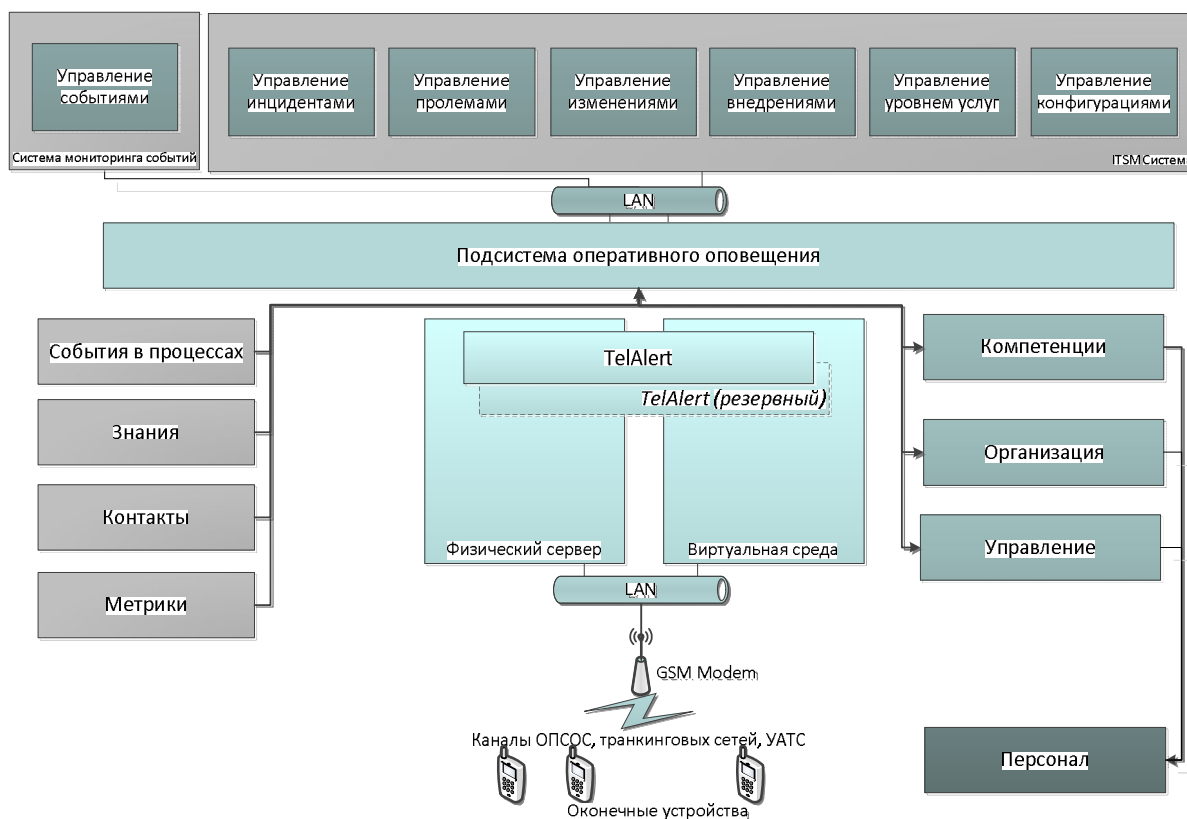 Управление
событиями
Система мониторинга событий
Управление
инцидентами
Управление
пролемами
Управление
изменениями
Управление
внедрениями
Управление
уровнем услуг
Управление
конфигурациями
ITSM Система
LAN
Подсистема оперативного оповещения
События в процессах
Знания
Контакты
Метрики
TelAlert
TelAlert (резервный)
Физический сервер
Виртуальная среда
LAN
GSM Modem
Каналы ОПСОС, транкинговых сетей, УАТС
Оконечные устройства
Компетенции
Организация
Управление
Персонал